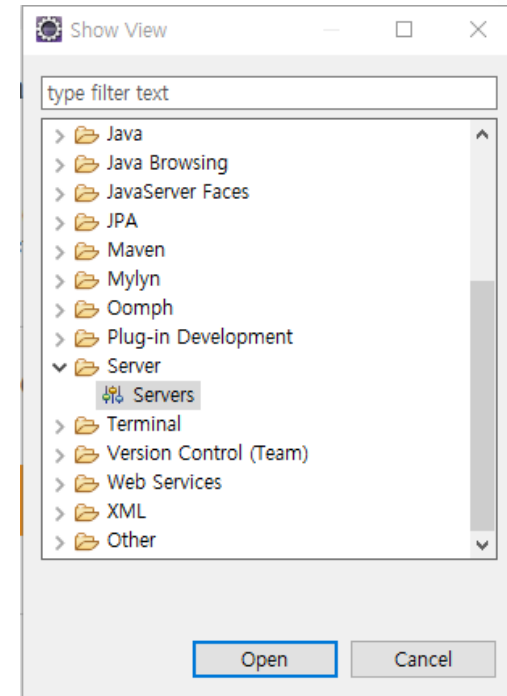 Show View
type filter text
Java
Java Browsing
JavaServer Faces
JPA
Maven
Mylyn
Oomph
Plug-in Development
Server
Servers
Terminal
Version Control (Team)
Web Services
XML
Other
Open Cancel